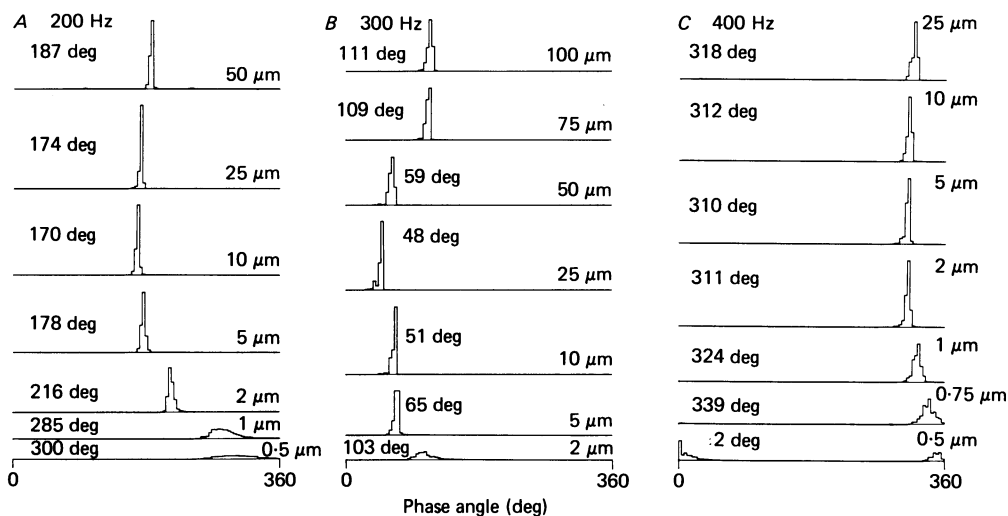 A 200 Hz
187 deg
50 μm
174 deg
25 μm
170 deg
10 μm
178 deg
5 μm
216 deg
2 μm
285 deg
1 μm
300 deg
0·5 μm
0
360
B 300 Hz
111 deg
100 μm
109 deg
75 μm
59 deg
50 μm
48 deg
25 μm
51 deg
10 μm
65 deg
5 μm
103 deg
2 μm
0
360
Phase angle (deg)
C 400 Hz
25 μm
318 deg
10 μm
312 deg
5 μm
310 deg
2 μm
311 deg
1 μm
324 deg
0·75 μm
339 deg
0·5 μm
2 deg
0
360